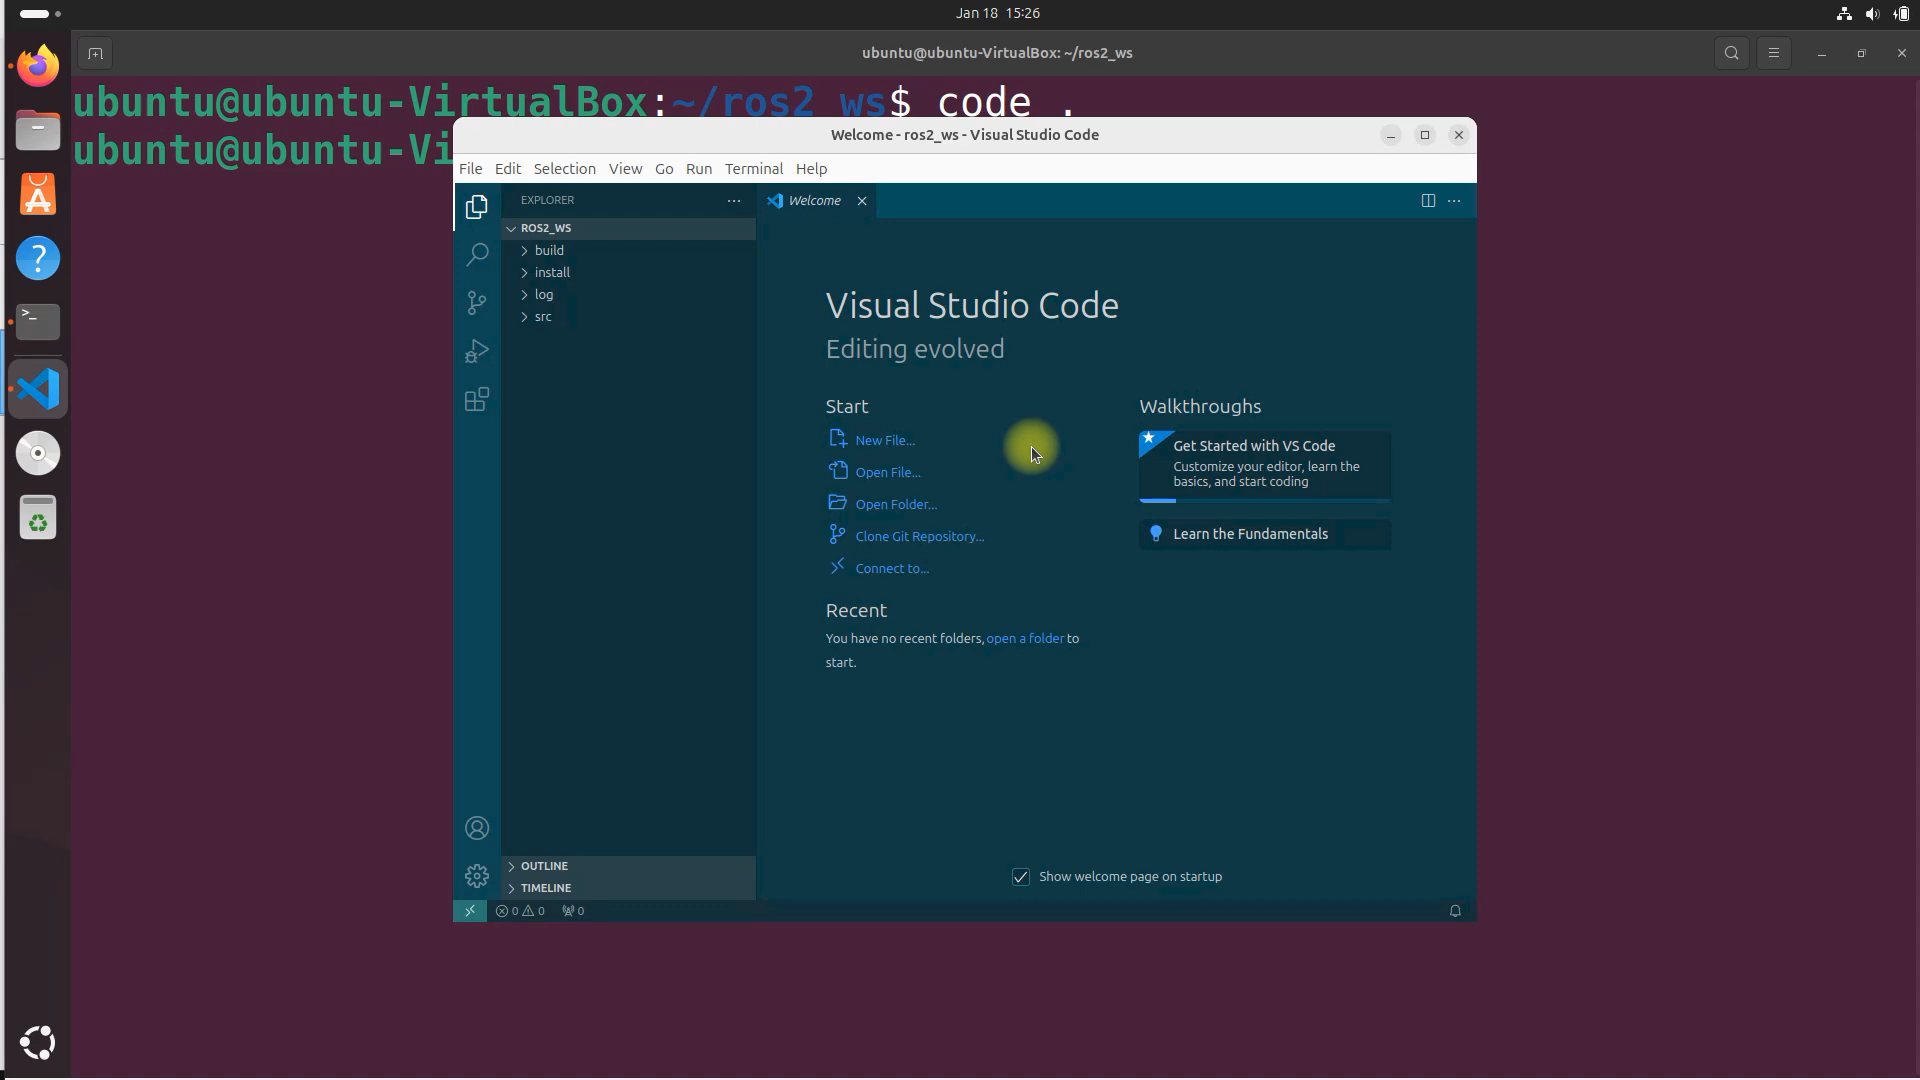 Jan 18 15:26
ubuntu@ubuntu-VirtualBox: ~/ros2_ws
ubuntu@ubuntu-VirtualBox:~/ros2_ws$ code .
ubuntu@ubuntu-Vi
Welcome - ros2_ws - Visual Studio Code
File Edit Selection View Go Run Terminal Help
EXPLORER
Welcome
ROS2_WS
build
install
log
src
Visual Studio Code
Editing evolved
Start
New File...
Open File...
Open Folder...
Clone Git Repository...
Connect to...
Walkthroughs
Get Started with VS Code
Customize your editor, learn the
basics, and start coding
Learn the Fundamentals
Recent
You have no recent folders, open a folder to
start.
Show welcome page on startup
OUTLINE
TIMELINE
0 0 0